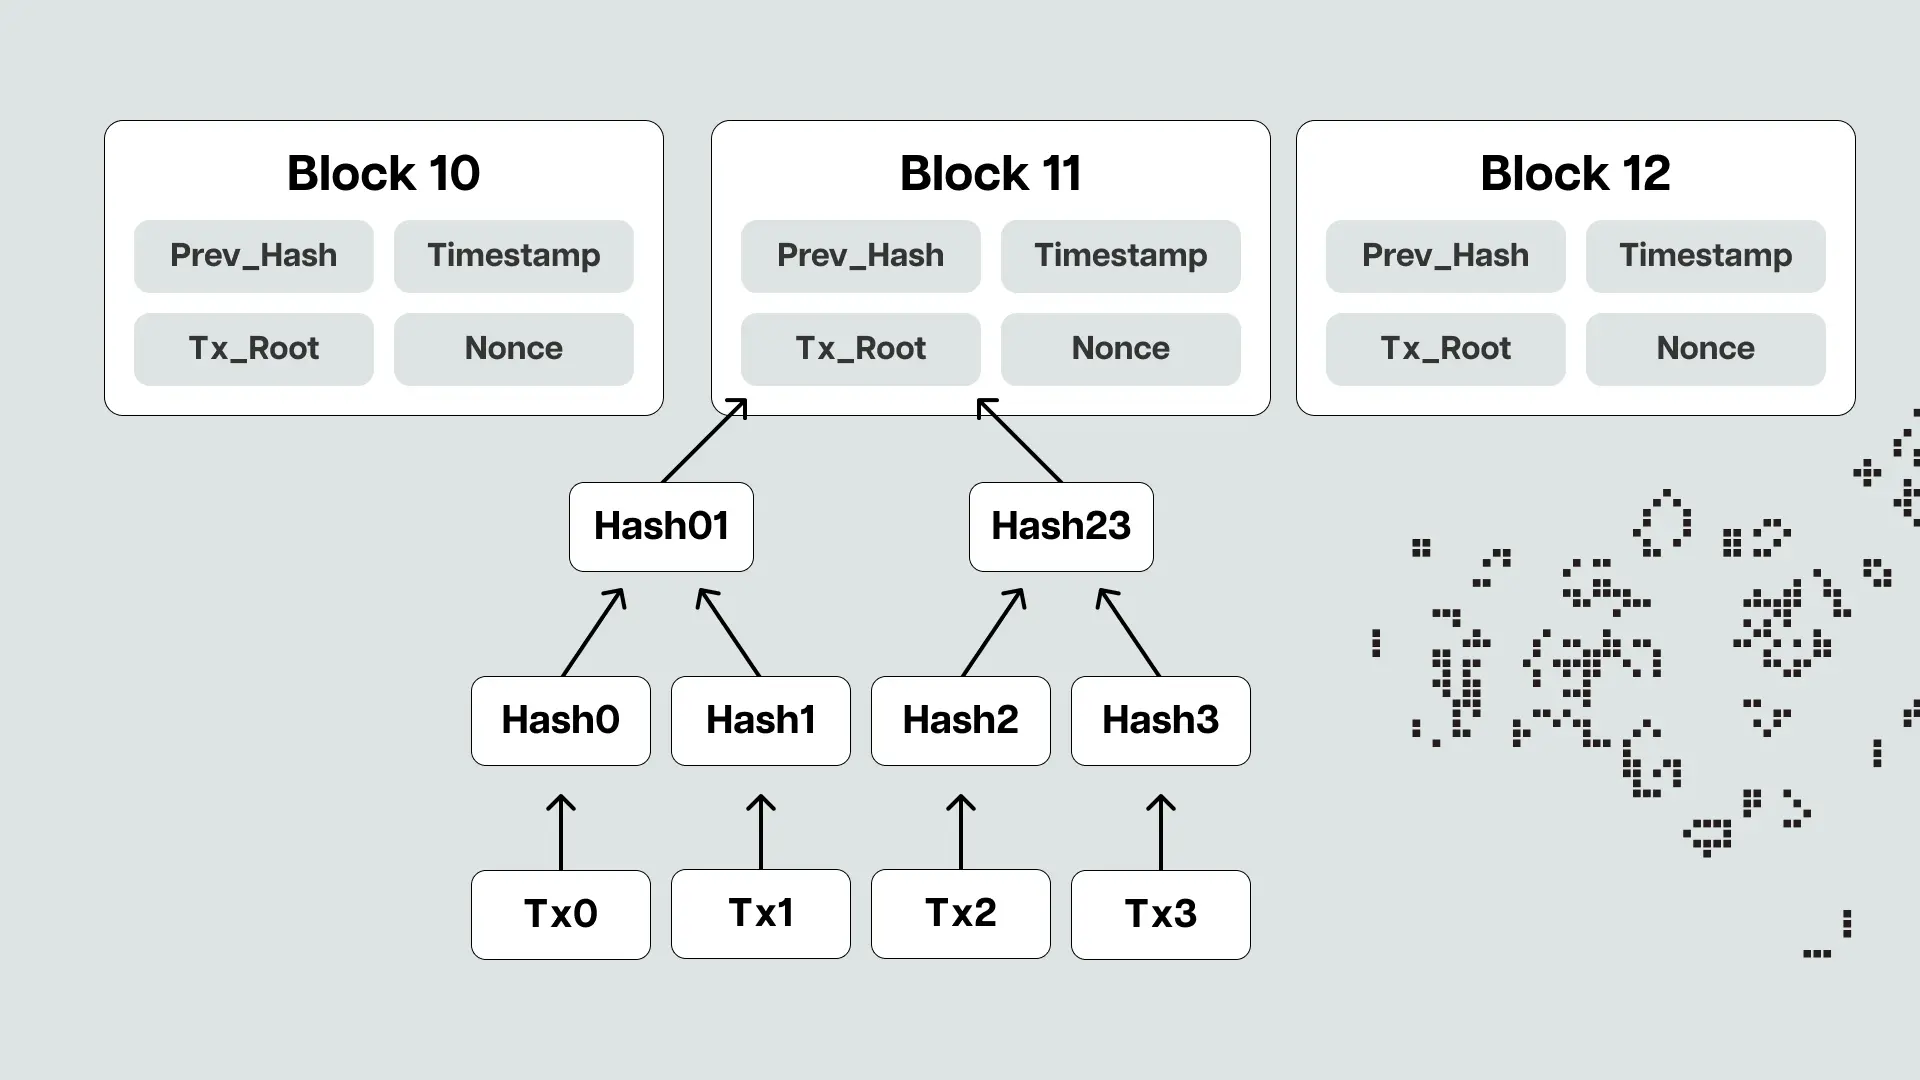 Block 10
Prev_Hash
Timestamp
Tx_Root
Nonce
Block 11
Prev_Hash
Timestamp
Tx_Root
Nonce
Block 12
Prev_Hash
Timestamp
Tx_Root
Nonce
Hash01
Hash23
Hash0
Hash1
Hash2
Hash3
Tx0
Tx1
Tx2
Tx3